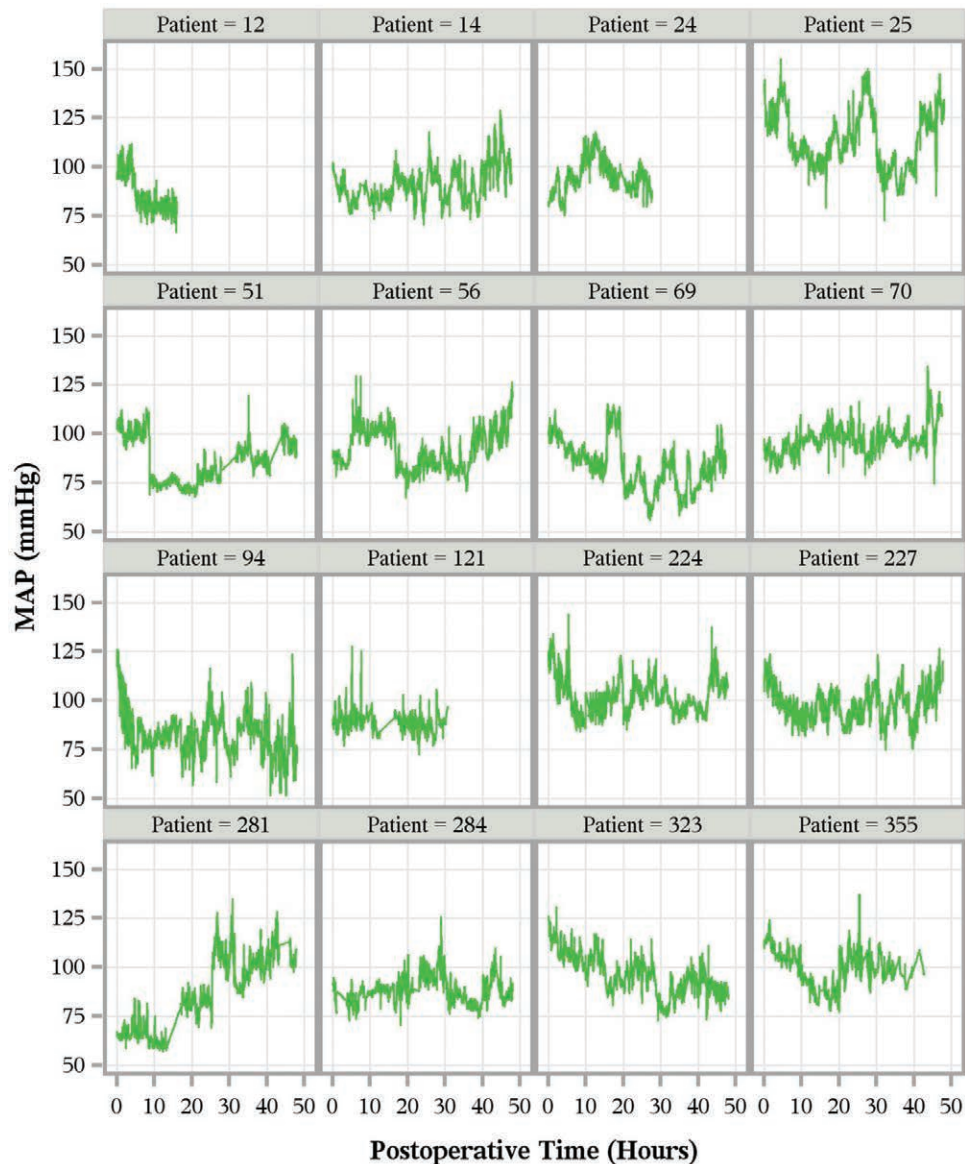 Patient = 12 Patient = 14 Patient = 24 Patient = 25
150
125
100
75
50
Patient = 51 Patient = 56 Patient = 69 Patient = 70
150
125
100
75
50
Patient = 94 Patient = 121 Patient = 224 Patient = 227
150
125
100
75
50
Patient = 281 Patient = 284 Patient = 323 Patient = 355
150
125
100
75
50
MAP (mmHg)
0 10 20 30 40 50 0 10 20 30 40 50 0 10 20 30 40 50 0 10 20 30 40 50
Postoperative Time (Hours)